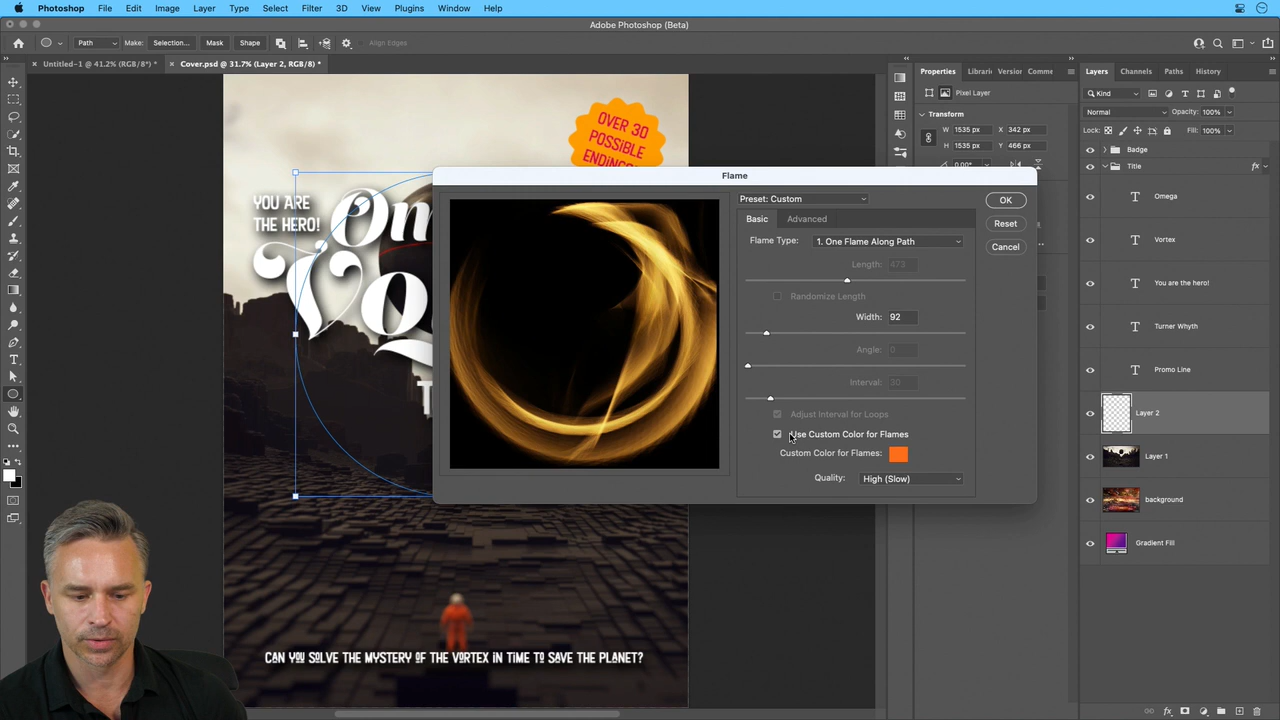 Photoshop File Edit Image Layer Type Select Filter 3D View Plugins Window Help
Adobe Photoshop (Beta)
Path Make: Selection... Mask Shape Align Edges
Untitled-1 @ 41.2% (RGB/8*) * Cover.psd @ 31.7% (Layer 2, RGB/8) *
OVER 30
POSSIBLE
YOU ARE
THE HERO!
Om
Vo
T
CAN YOU SOLVE THE MYSTERY OF THE VORTEX IN TIME TO SAVE THE PLANET?
Flame
Preset: Custom
Basic Advanced
Flame Type: 1. One Flame Along Path
Length: 473
Randomize Length
Width: 92
Angle: 0
Interval: 30
Adjust Interval for Loops
Use Custom Color for Flames
Custom Color for Flames:
Quality: High (Slow)
OK
Reset
Cancel
Properties Librari Version Comme
Pixel Layer
Transform
W 1535 px X 342 px
H 1535 px Y 466 px
0.00°
Layers Channels Paths History
Kind
Normal Opacity: 100%
Lock: Fill: 100%
Badge
Title fx
T Omega
T Vortex
T You are the hero!
T Turner Whyth
T Promo Line
Layer 2
Layer 1
background
Gradient Fill
fx